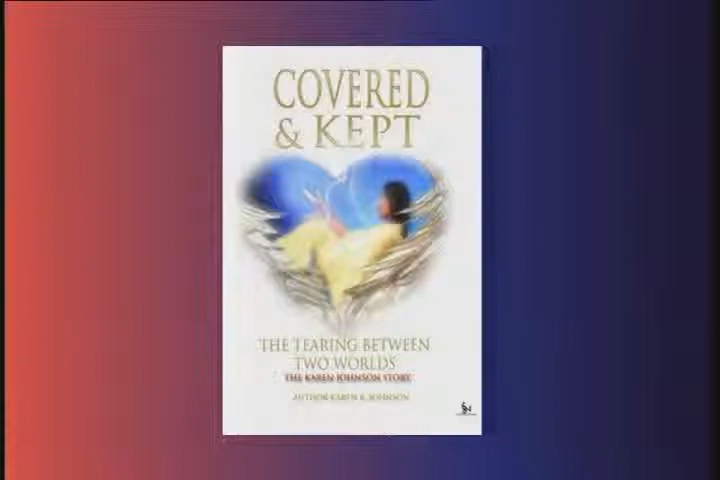 COVERED
& KEPT
THE TEARING BETWEEN
TWO WORLDS
THE KAREN JOHNSON STORY
AUTHOR KAREN R. JOHNSON